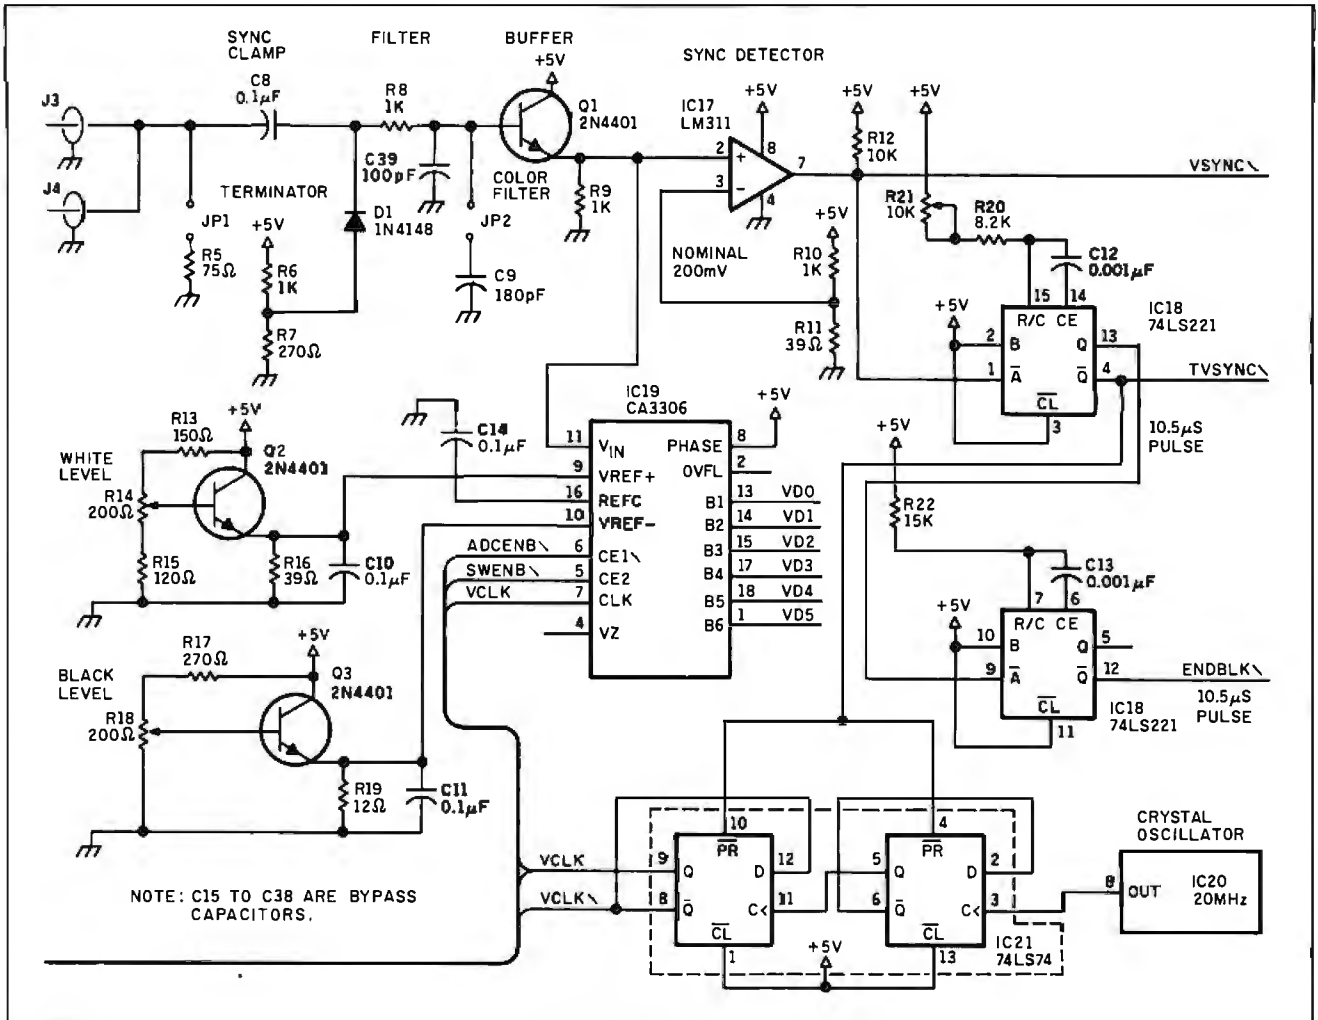 SYNC
CLAMP
FILTER
BUFFER
SYNC DETECTOR
C8
0.1µF
J3
J4
R8
1K
+5V
Q1
2N4401
C39
100pF
COLOR
FILTER
R9
1K
TERMINATOR
JP1
R5
75Ω
+5V
R6
1K
R7
270Ω
D1
1N4148
JP2
C9
180pF
IC17
LM311
+5V
2
+
3
-
8
7
4
NOMINAL
200mV
+5V
R12
10K
+5V
R10
1K
R11
39Ω
VSYNC\
+5V
R21
10K
R20
8.2K
C12
0.001µF
15
14
R/C CE
IC18
74LS221
+5V
2
B
Q
13
1
A
Q
4
CL
3
TVSYNC\
10.5µS
PULSE
+5V
R13
150Ω
WHITE
LEVEL
Q2
2N4401
R14
200Ω
R15
120Ω
R16
39Ω
C10
0.1µF
C14
0.1µF
IC19
CA3306
11
VIN
9
VREF+
16
REFC
10
VREF-
ADCENB\
6
CE1\
SWENB\
5
CE2
VCLK
7
CLK
4
VZ
PHASE
8
+5V
OVFL
2
B1
13
VD0
B2
14
VD1
B3
15
VD2
B4
17
VD3
B5
18
VD4
B6
1
VD5
+5V
R22
15K
C13
0.001µF
7
6
R/C CE
+5V
10
B
Q
5
9
A
Q
12
CL
11
ENDBLK\
10.5µS
PULSE
IC18
74LS221
+5V
R17
270Ω
BLACK
LEVEL
Q3
2N4401
R18
200Ω
R19
12Ω
C11
0.1µF
NOTE: C15 TO C38 ARE BYPASS
CAPACITORS.
VCLK
VCLK\
10
PR
9
Q
D
12
8
Q
C<
11
CL
1
+5V
4
PR
5
Q
D
2
6
Q
C<
3
CL
13
IC21
74LS74
CRYSTAL
OSCILLATOR
8
OUT
IC20
20MHz